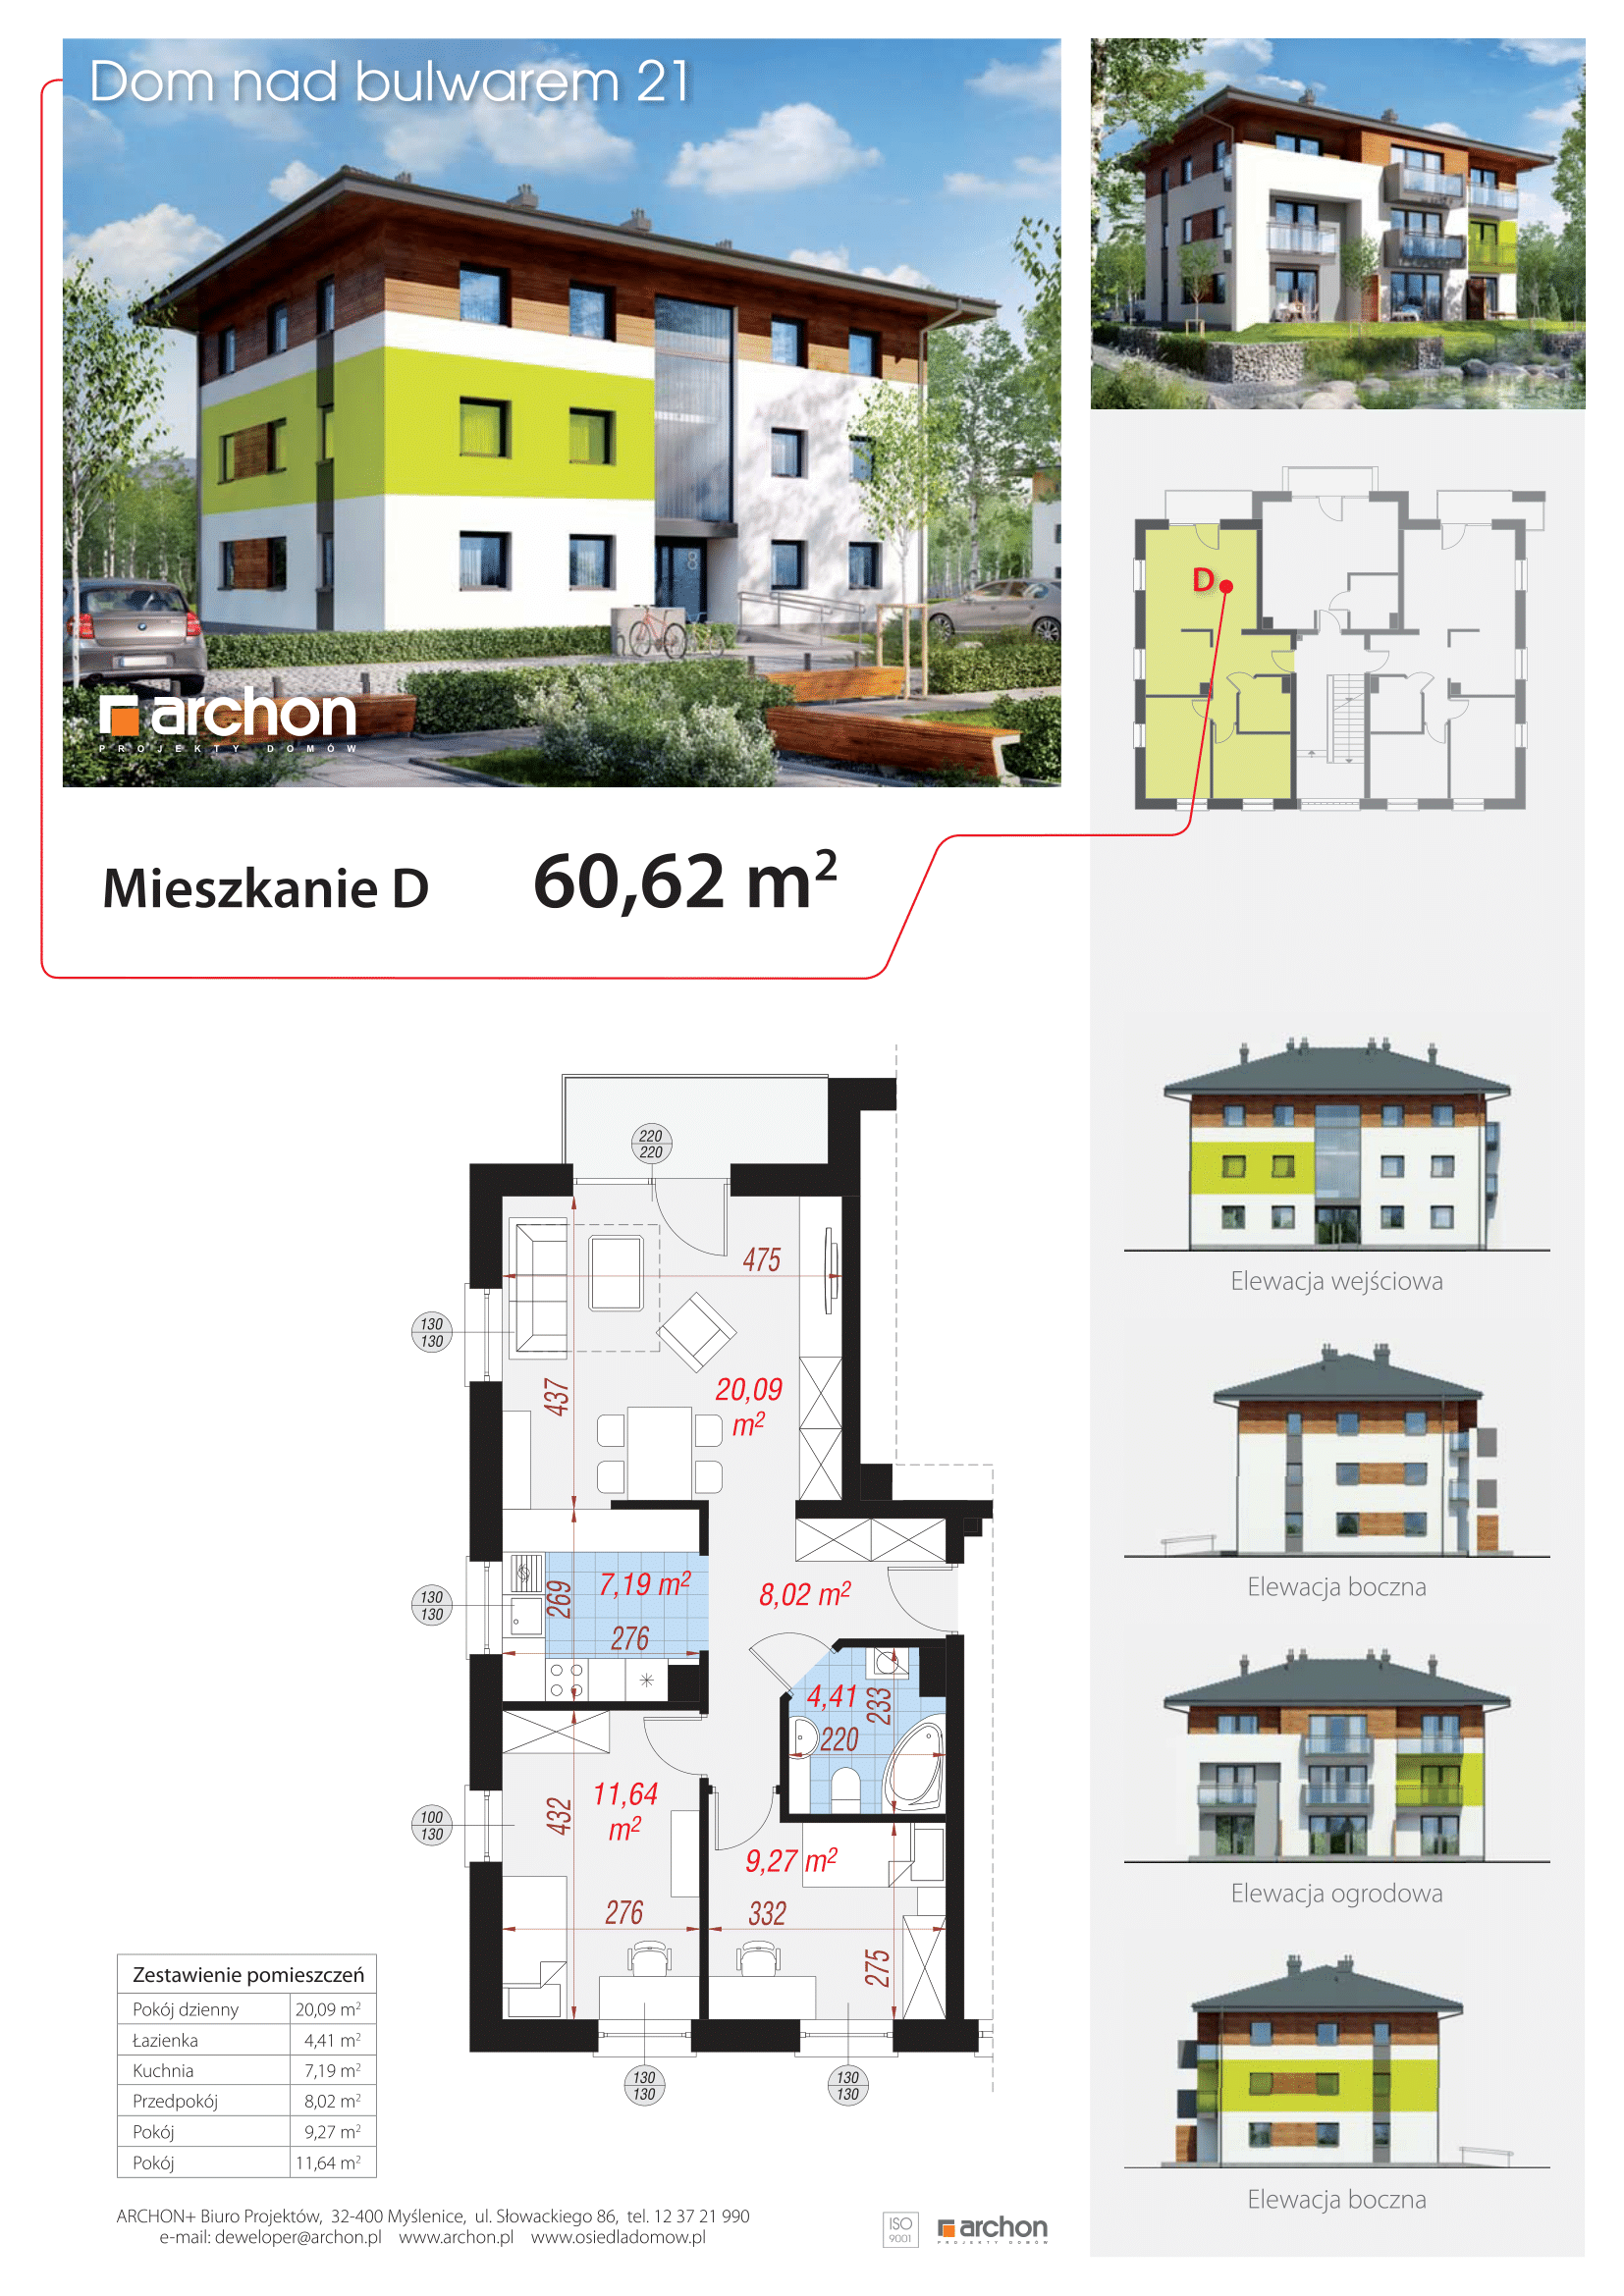 Dom nad bulwarem 21
8
archon
PROJEKTY DOMÓW
D
Mieszkanie D 60,62 m²
220
220
475
130
130
437
20,09
m²
130
130
269
7,19 m²
276
8,02 m²
4,41
233
220
100
130
432
11,64
m²
9,27 m²
276
332
275
130
130
130
130
Elewacja wejściowa
Elewacja boczna
Elewacja ogrodowa
Elewacja boczna
Zestawienie pomieszczeń
Pokój dzienny 20,09 m²
Łazienka 4,41 m²
Kuchnia 7,19 m²
Przedpokój 8,02 m²
Pokój 9,27 m²
Pokój 11,64 m²
ARCHON+ Biuro Projektów, 32-400 Myślenice, ul. Słowackiego 86, tel. 12 37 21 990
e-mail: deweloper@archon.pl www.archon.pl www.osiedladomow.pl
ISO
9001
archon
PROJEKTY DOMÓW